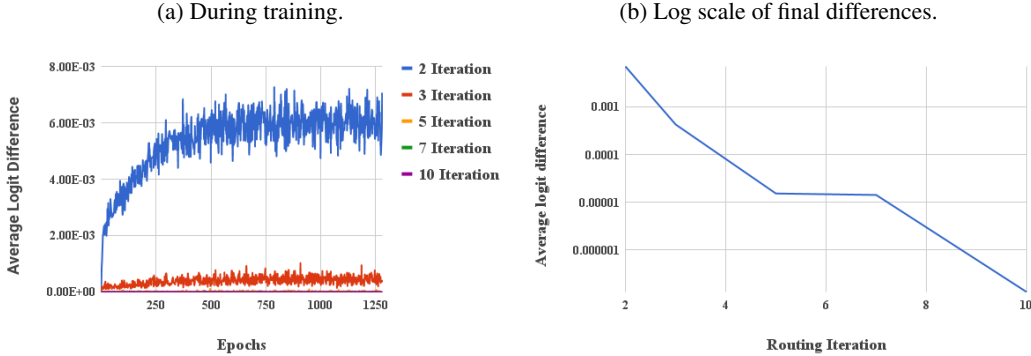 (a) During training.
(b) Log scale of final differences.
8.00E-03
6.00E-03
4.00E-03
2.00E-03
0.00E+00
250
500
750
1000
1250
Average Logit Difference
Epochs
2 Iteration
3 Iteration
5 Iteration
7 Iteration
10 Iteration
0.001
0.0001
0.00001
0.000001
2
4
6
8
10
Average logit difference
Routing Iteration